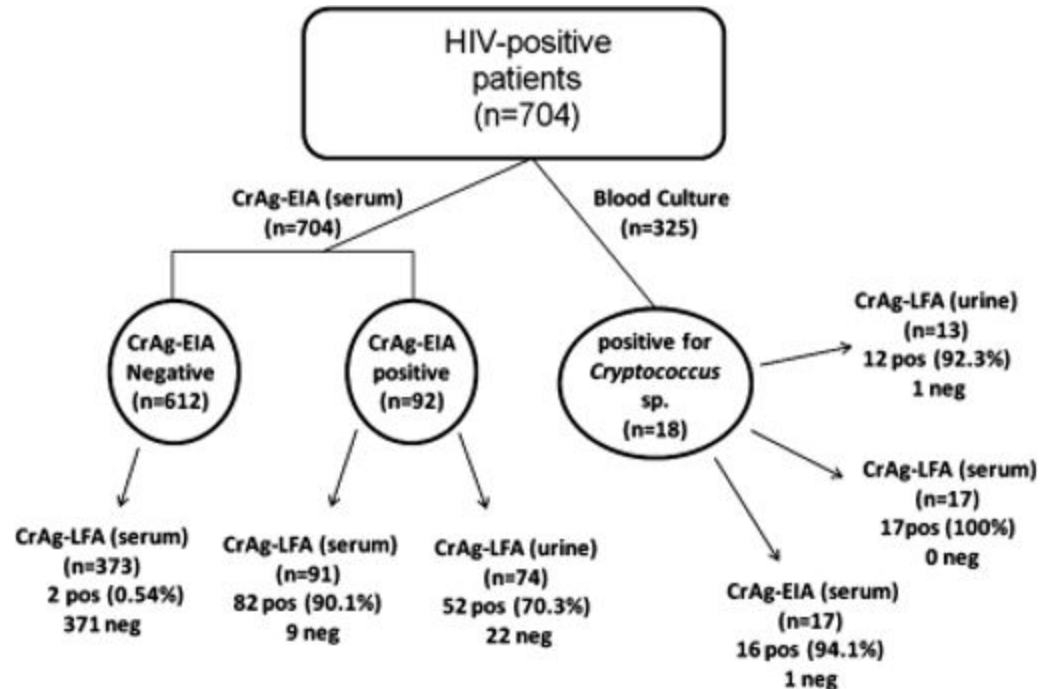 HIV-positive
patients
(n=704)
CrAg-EIA (serum)
(n=704)
Blood Culture
(n=325)
CrAg-EIA
Negative
(n=612)
CrAg-EIA
positive
(n=92)
positive for
Cryptococcus
sp.
(n=18)
CrAg-LFA (urine)
(n=13)
12 pos (92.3%)
1 neg
CrAg-LFA (serum)
(n=17)
17pos (100%)
0 neg
CrAg-LFA (serum)
(n=373)
2 pos (0.54%)
371 neg
CrAg-LFA (serum)
(n=91)
82 pos (90.1%)
9 neg
CrAg-LFA (urine)
(n=74)
52 pos (70.3%)
22 neg
CrAg-EIA (serum)
(n=17)
16 pos (94.1%)
1 neg